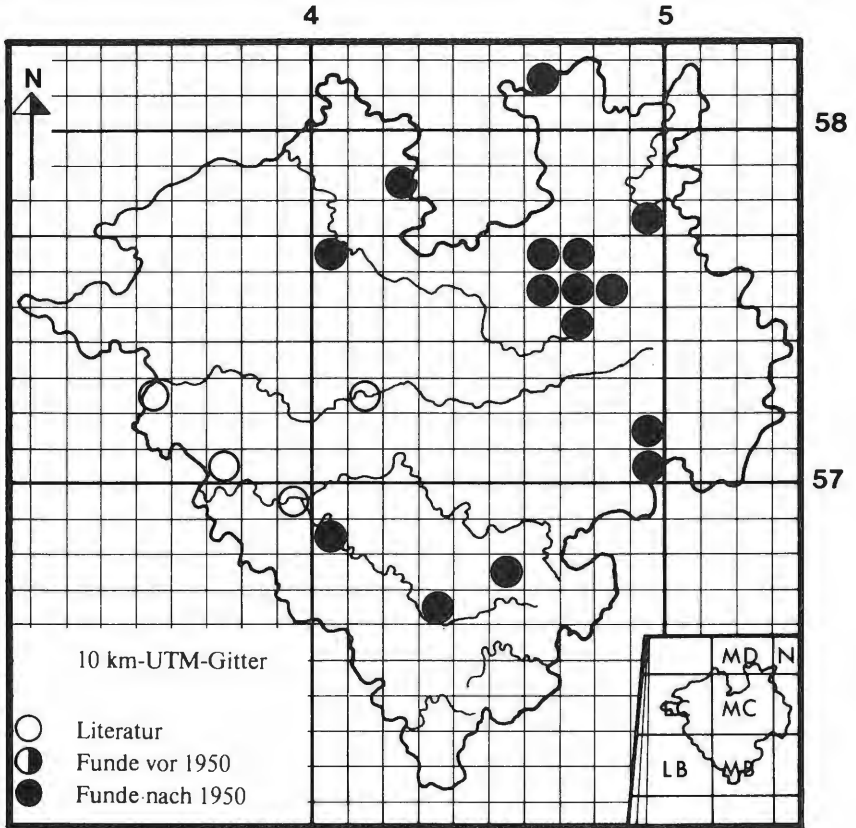 4 5
N
58
57
10 km-UTM-Gitter
Literatur
Funde vor 1950
Funde nach 1950
MD N
MC
LB MB